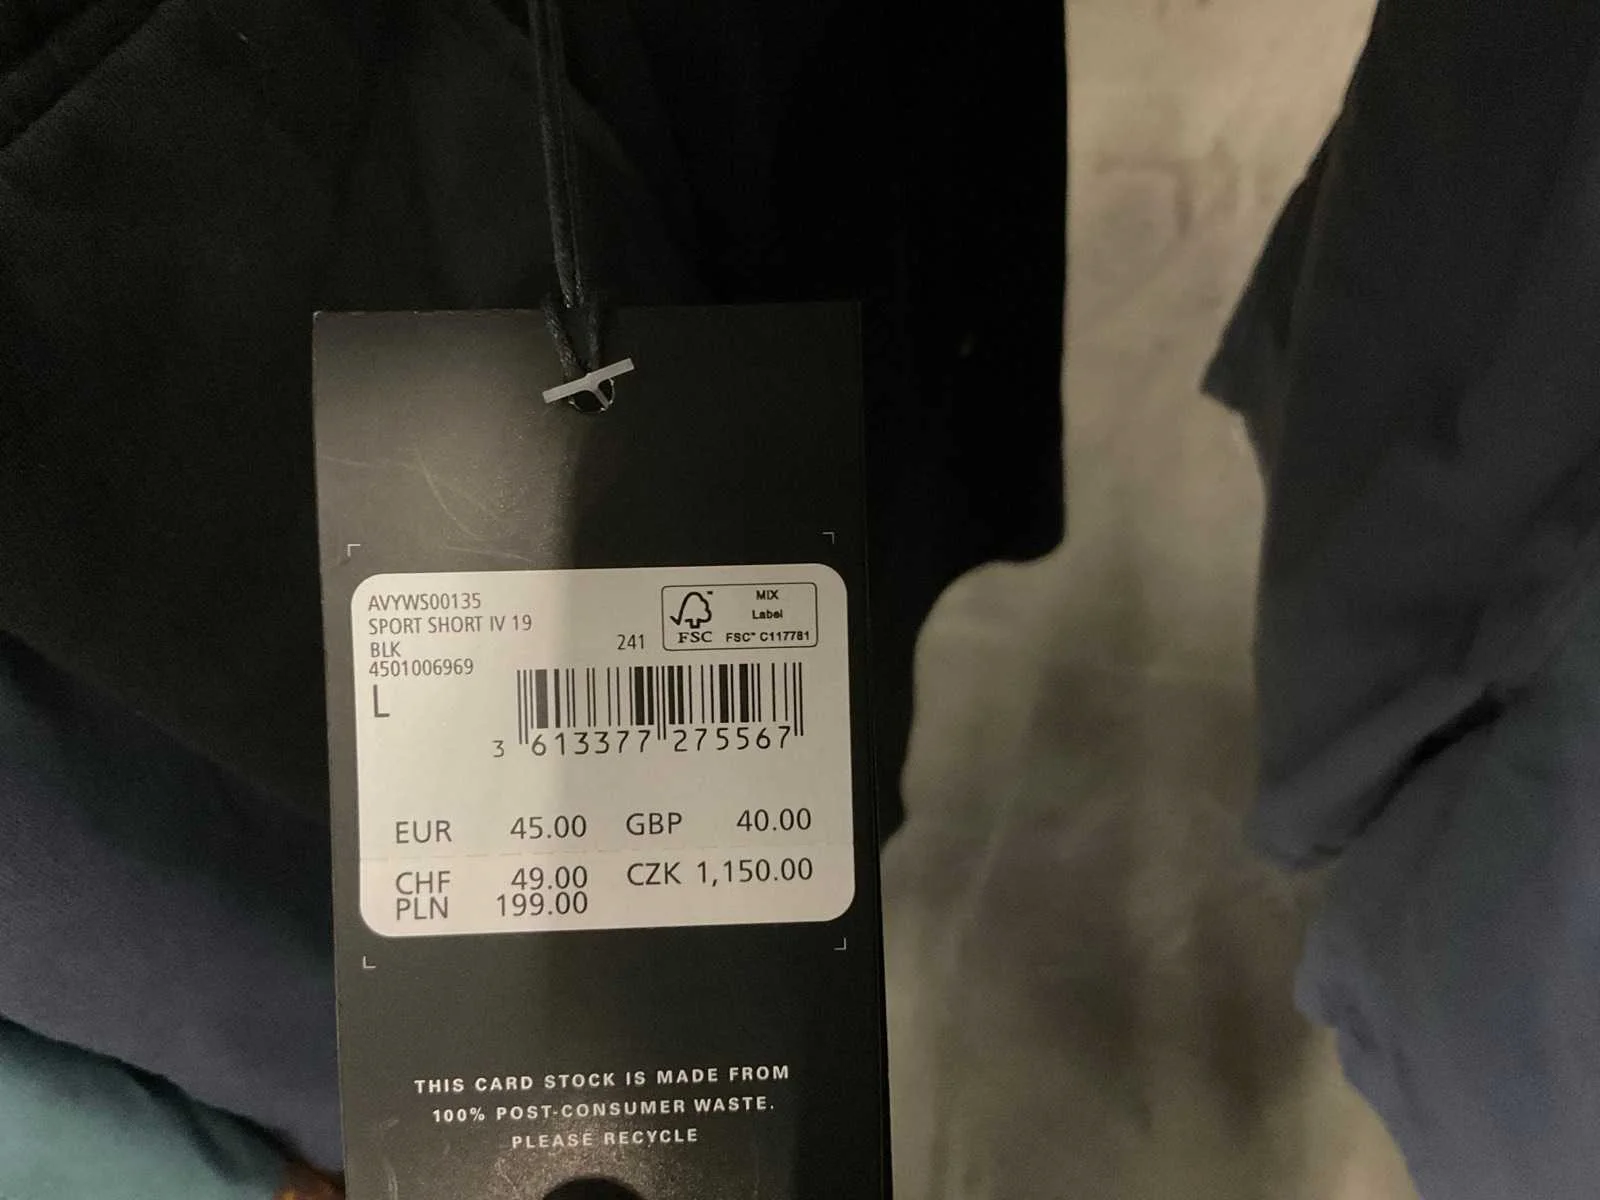 AVYWS00135
SPORT SHORT IV 19
BLK
4501006969
L
241
FSC™
MIX
Label
FSC™ C117781
3 613377 275567
EUR 45.00 GBP 40.00
CHF 49.00 CZK 1,150.00
PLN 199.00
THIS CARD STOCK IS MADE FROM
100% POST-CONSUMER WASTE.
PLEASE RECYCLE